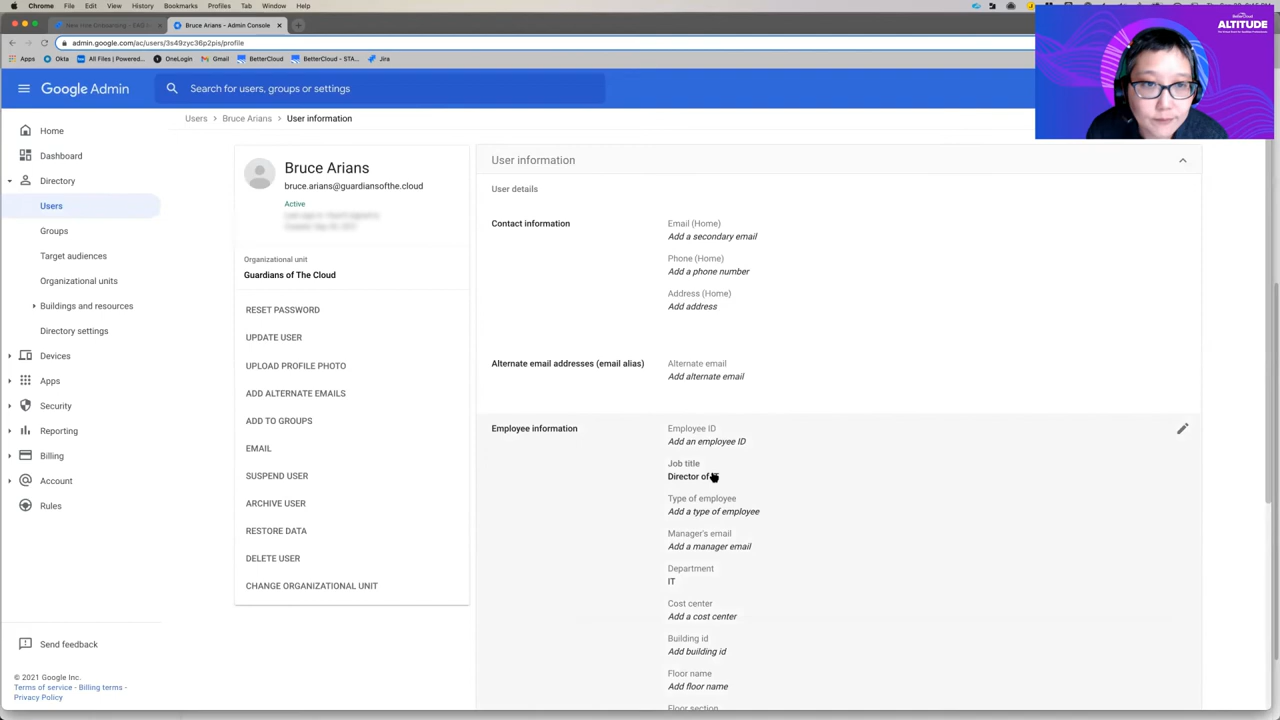 Chrome File Edit View History Bookmarks Profiles Tab Window Help
New Hire Onboarding - CAD
Bruce Arians - Admin Console
admin.google.com/ac/users/3s49zyc36p2pis/profile
Apps Okta All Files | Powered... OneLogin Gmail BetterCloud BetterCloud - STA... Jira
BetterCloud
ALTITUDE
Google Admin
Search for users, groups or settings
Users > Bruce Arians > User information
Home
Dashboard
Directory
Users
Groups
Target audiences
Organizational units
Buildings and resources
Directory settings
Devices
Apps
Security
Reporting
Billing
Account
Rules
Send feedback
© 2021 Google Inc.
Terms of service - Billing terms -
Privacy Policy
Bruce Arians
bruce.arians@guardiansofthe.cloud
Active
Organizational unit
Guardians of The Cloud
RESET PASSWORD
UPDATE USER
UPLOAD PROFILE PHOTO
ADD ALTERNATE EMAILS
ADD TO GROUPS
EMAIL
SUSPEND USER
ARCHIVE USER
RESTORE DATA
DELETE USER
CHANGE ORGANIZATIONAL UNIT
User information
User details
Contact information
Email (Home)
Add a secondary email
Phone (Home)
Add a phone number
Address (Home)
Add address
Alternate email addresses (email alias)
Alternate email
Add alternate email
Employee information
Employee ID
Add an employee ID
Job title
Director of
Type of employee
Add a type of employee
Manager's email
Add a manager email
Department
IT
Cost center
Add a cost center
Building id
Add building id
Floor name
Add floor name
Floor section